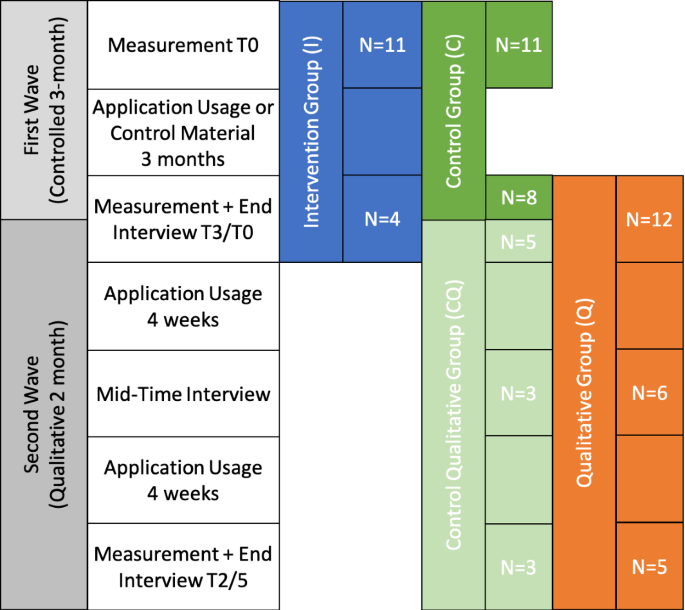 First Wave
(Controlled 3-month)
Second Wave
(Qualitative 2 month)
Measurement T0
Application Usage or
Control Material
3 months
Measurement + End
Interview T3/T0
Application Usage
4 weeks
Mid-Time Interview
Application Usage
4 weeks
Measurement + End
Interview T2/5
Intervention Group (I)
N=11
N=4
Control Group (C)
N=11
N=8
Control Qualitative Group (CQ)
N=5
N=3
N=3
Qualitative Group (Q)
N=12
N=6
N=5